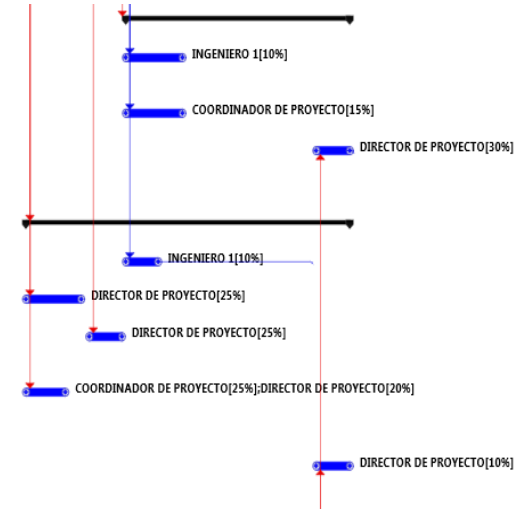 INGENIERO 1[10%]
COORDINADOR DE PROYECTO[15%]
DIRECTOR DE PROYECTO[30%]
INGENIERO 1[10%]
DIRECTOR DE PROYECTO[25%]
DIRECTOR DE PROYECTO[25%]
COORDINADOR DE PROYECTO[25%];DIRECTOR DE PROYECTO[20%]
DIRECTOR DE PROYECTO[10%]